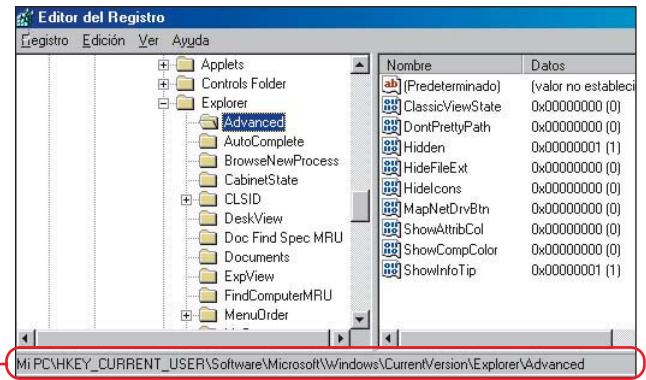 Editor del Registro
Registro Edición Ver Ayuda
Applets
Controls Folder
Explorer
Advanced
AutoComplete
BrowseNewProcess
CabinetState
CLSID
DeskView
Doc Find Spec MRU
Documents
ExpView
FindComputerMRU
MenuOrder
Nombre Datos
(Predeterminado) (valor no estableci
ClassicViewState 0x00000000 (0)
DontPrettyPath 0x00000000 (0)
Hidden 0x00000001 (1)
HideFileExt 0x00000000 (0)
HideIcons 0x00000000 (0)
MapNetDrvBtn 0x00000000 (0)
ShowAttribCol 0x00000000 (0)
ShowCompColor 0x00000000 (0)
ShowInfoTip 0x00000001 (1)
Mi PC\HKEY_CURRENT_USER\Software\Microsoft\Windows\CurrentVersion\Explorer\Advanced